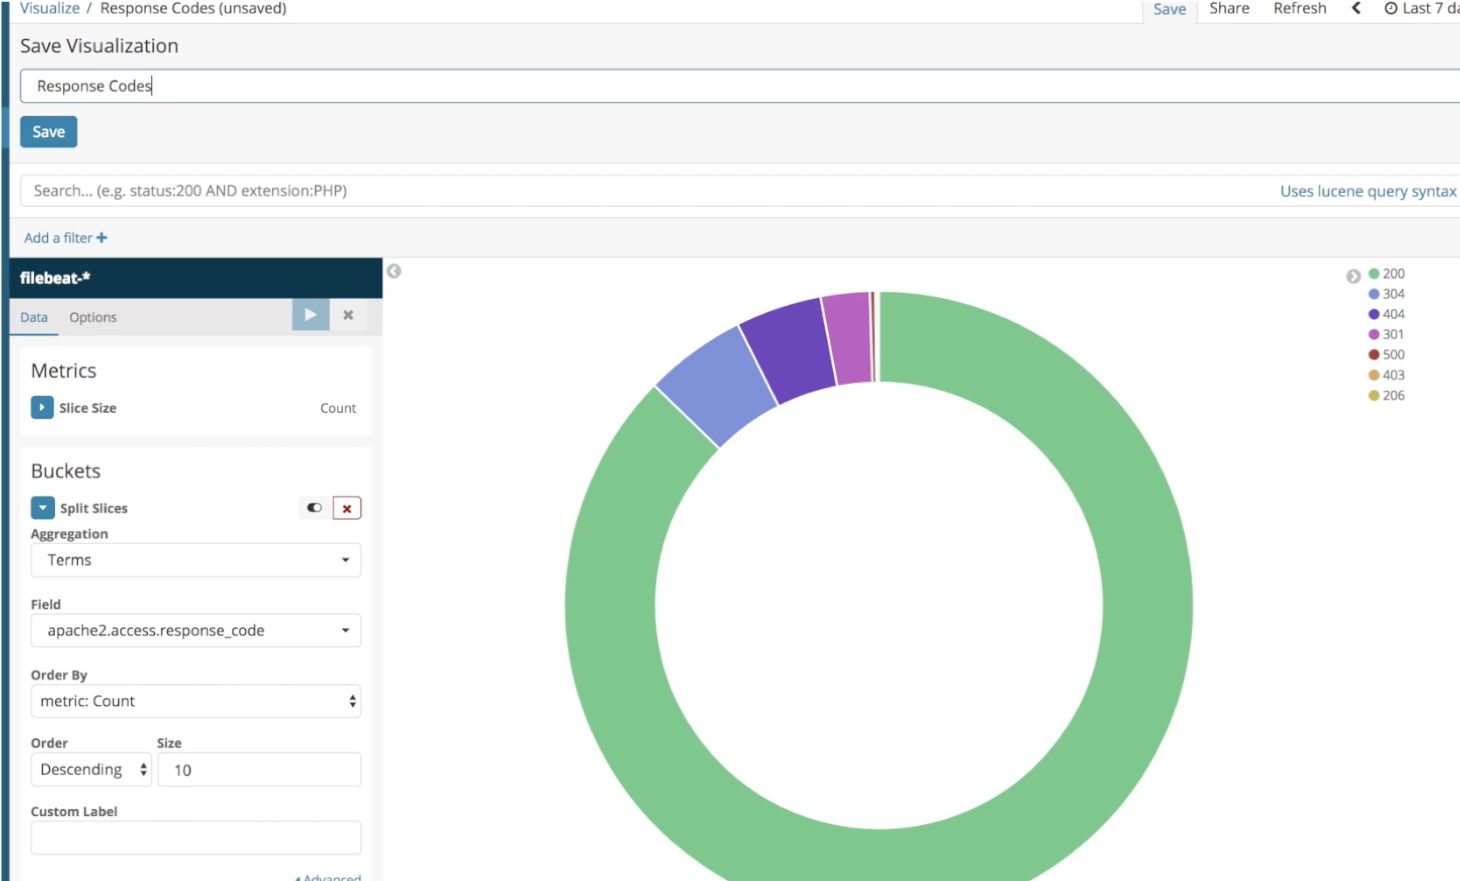 Visualize / Response Codes (unsaved)
Save Share Refresh Last 7 da
Save Visualization
Response Codes
Save
Search... (e.g. status:200 AND extension:PHP)
Uses lucene query syntax
Add a filter +
filebeat-*
Data Options
Metrics
Slice Size Count
Buckets
Split Slices
Aggregation
Terms
Field
apache2.access.response_code
Order By
metric: Count
Order Size
Descending 10
Custom Label
Advanced
200
304
404
301
500
403
206